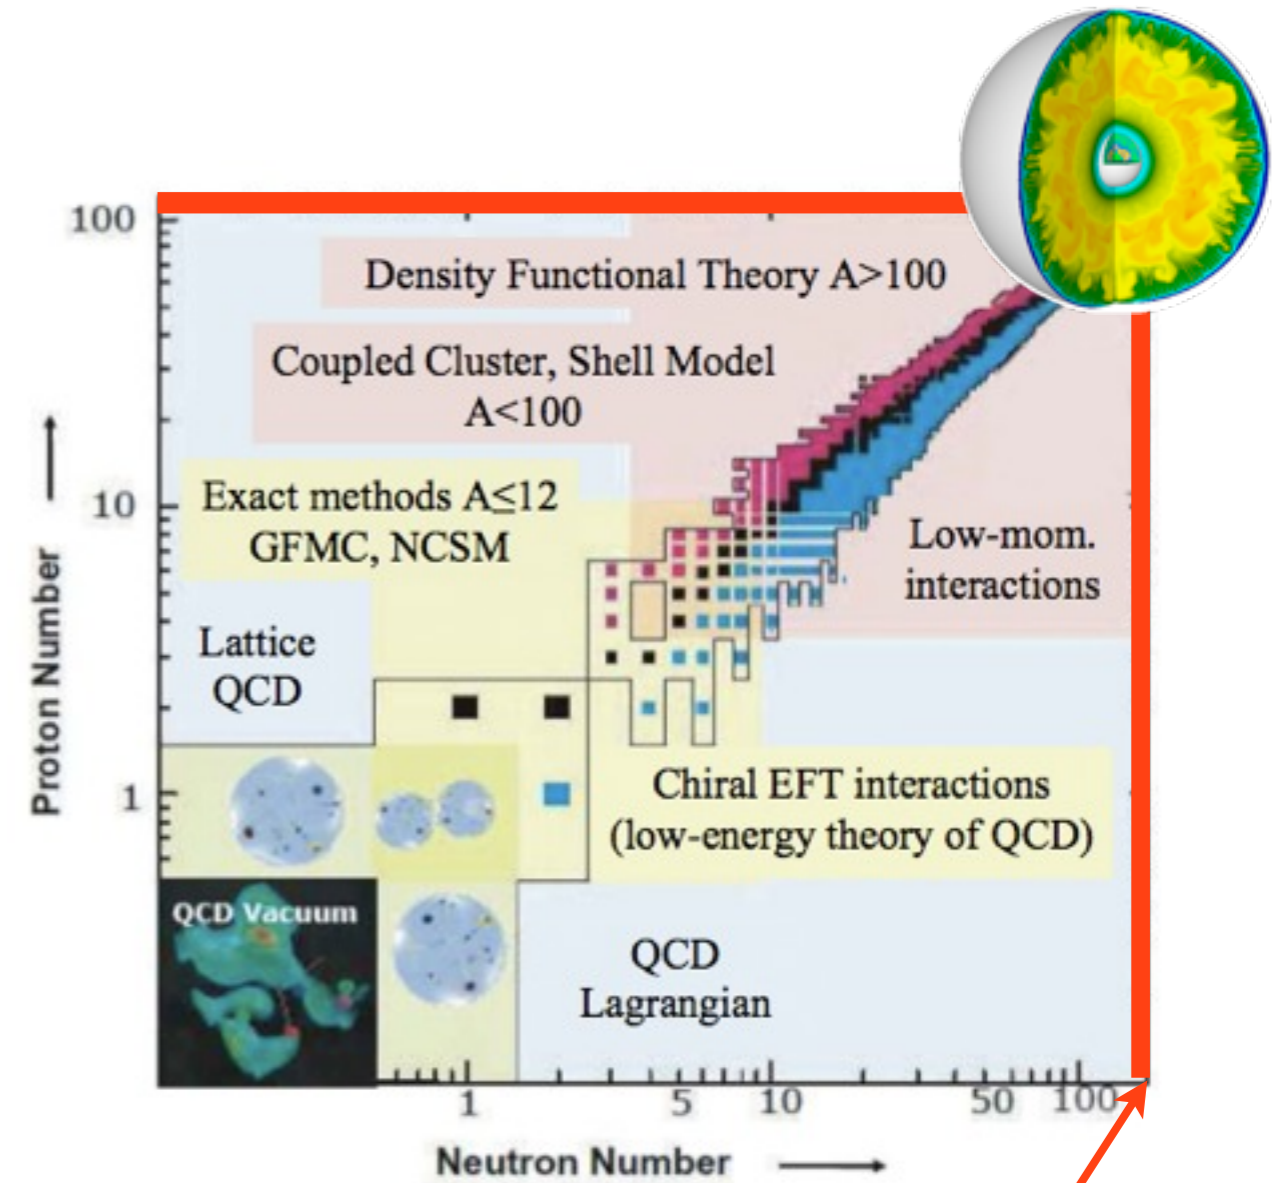 100
Density Functional Theory A>100
Coupled Cluster, Shell Model
A<100
Exact methods A≤12
GFMC, NCSM
10
Low-mom.
interactions
Lattice
QCD
Proton Number
1
Chiral EFT interactions
(low-energy theory of QCD)
QCD Vacuum
QCD
Lagrangian
1 5 10 50 100
Neutron Number